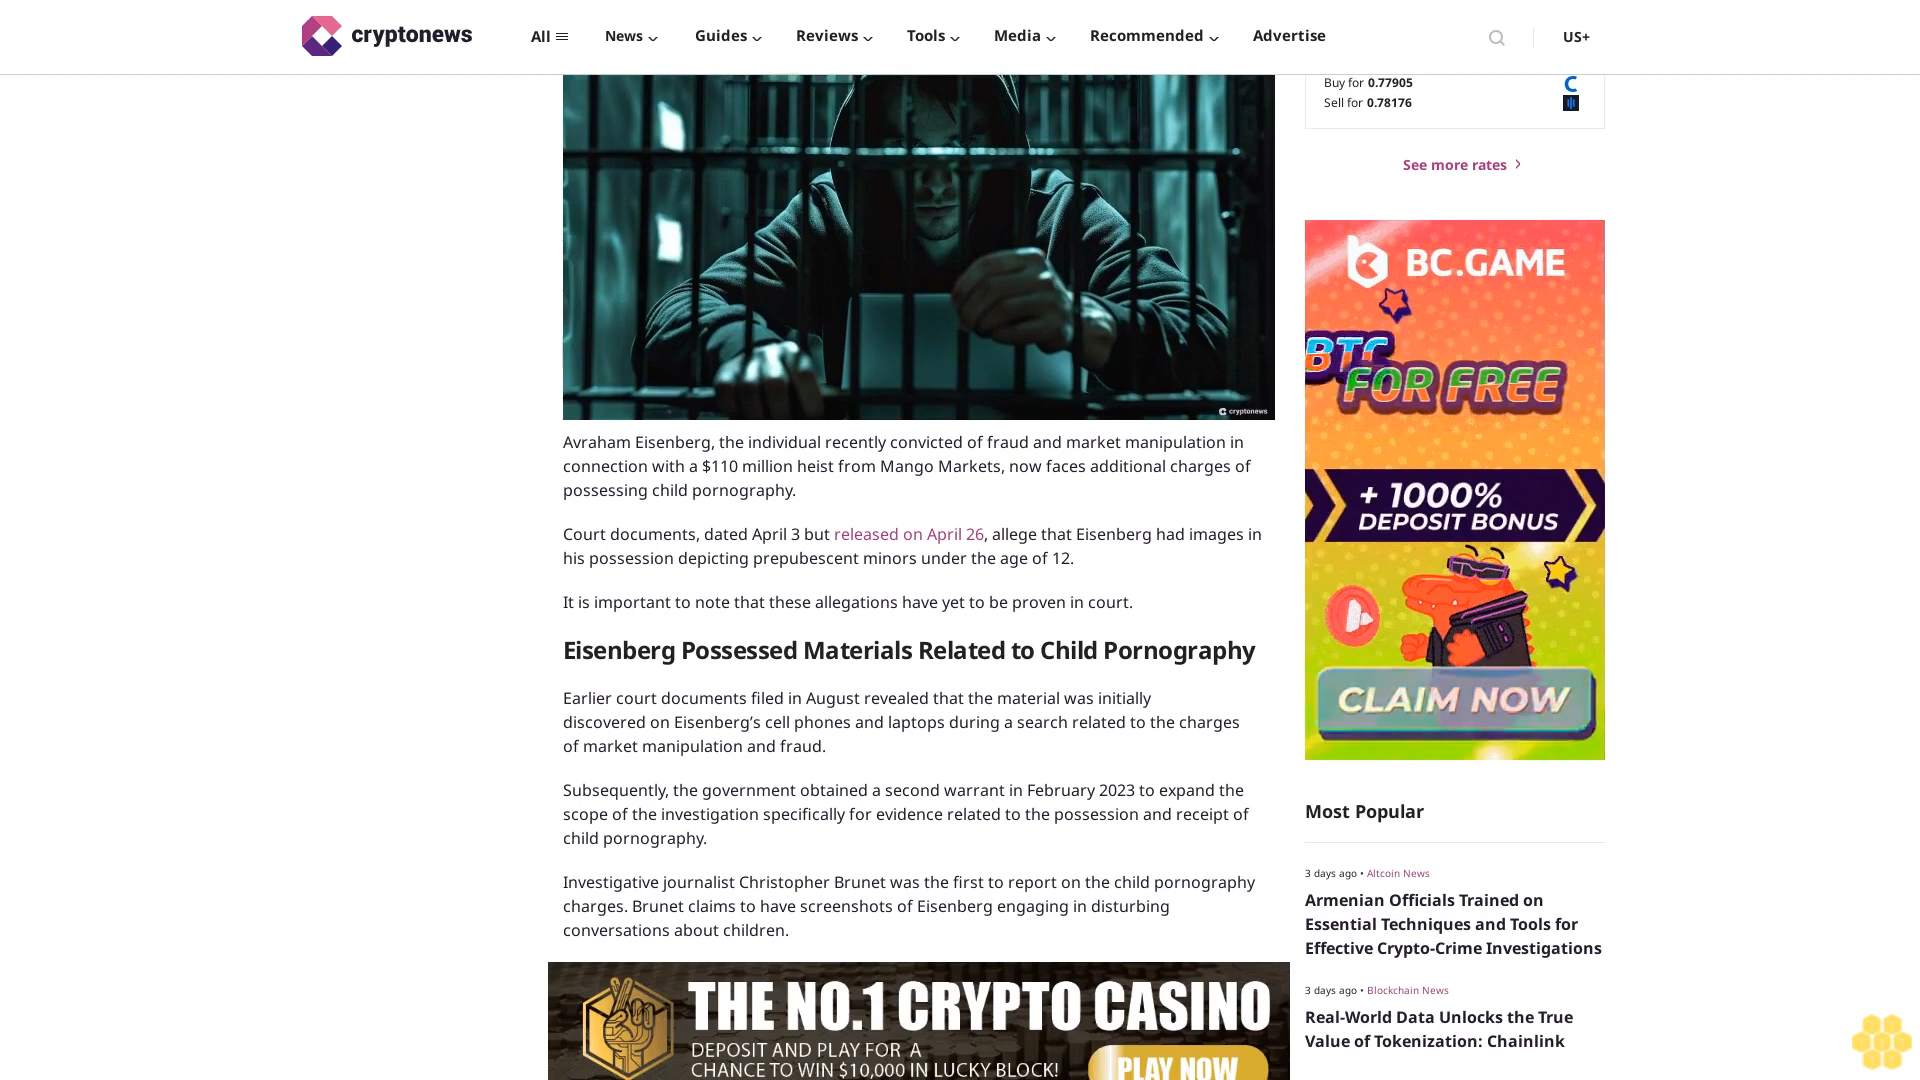 cryptonews
All
News
Guides
Reviews
Tools
Media
Recommended
Advertise
US+
Buy for 0.77905
Sell for 0.78176
See more rates
cryptonews
Avraham Eisenberg, the individual recently convicted of fraud and market manipulation in
connection with a $110 million heist from Mango Markets, now faces additional charges of
possessing child pornography.
Court documents, dated April 3 but released on April 26, allege that Eisenberg had images in
his possession depicting prepubescent minors under the age of 12.
It is important to note that these allegations have yet to be proven in court.
Eisenberg Possessed Materials Related to Child Pornography
Earlier court documents filed in August revealed that the material was initially
discovered on Eisenberg’s cell phones and laptops during a search related to the charges
of market manipulation and fraud.
Subsequently, the government obtained a second warrant in February 2023 to expand the
scope of the investigation specifically for evidence related to the possession and receipt of
child pornography.
Investigative journalist Christopher Brunet was the first to report on the child pornography
charges. Brunet claims to have screenshots of Eisenberg engaging in disturbing
conversations about children.
THE NO.1 CRYPTO CASINO
DEPOSIT AND PLAY FOR A
CHANCE TO WIN $10,000 IN LUCKY BLOCK!
PLAY NOW
BC.GAME
BTC
FOR FREE
+ 1000%
DEPOSIT BONUS
CLAIM NOW
Most Popular
3 days ago • Altcoin News
Armenian Officials Trained on
Essential Techniques and Tools for
Effective Crypto-Crime Investigations
3 days ago • Blockchain News
Real-World Data Unlocks the True
Value of Tokenization: Chainlink